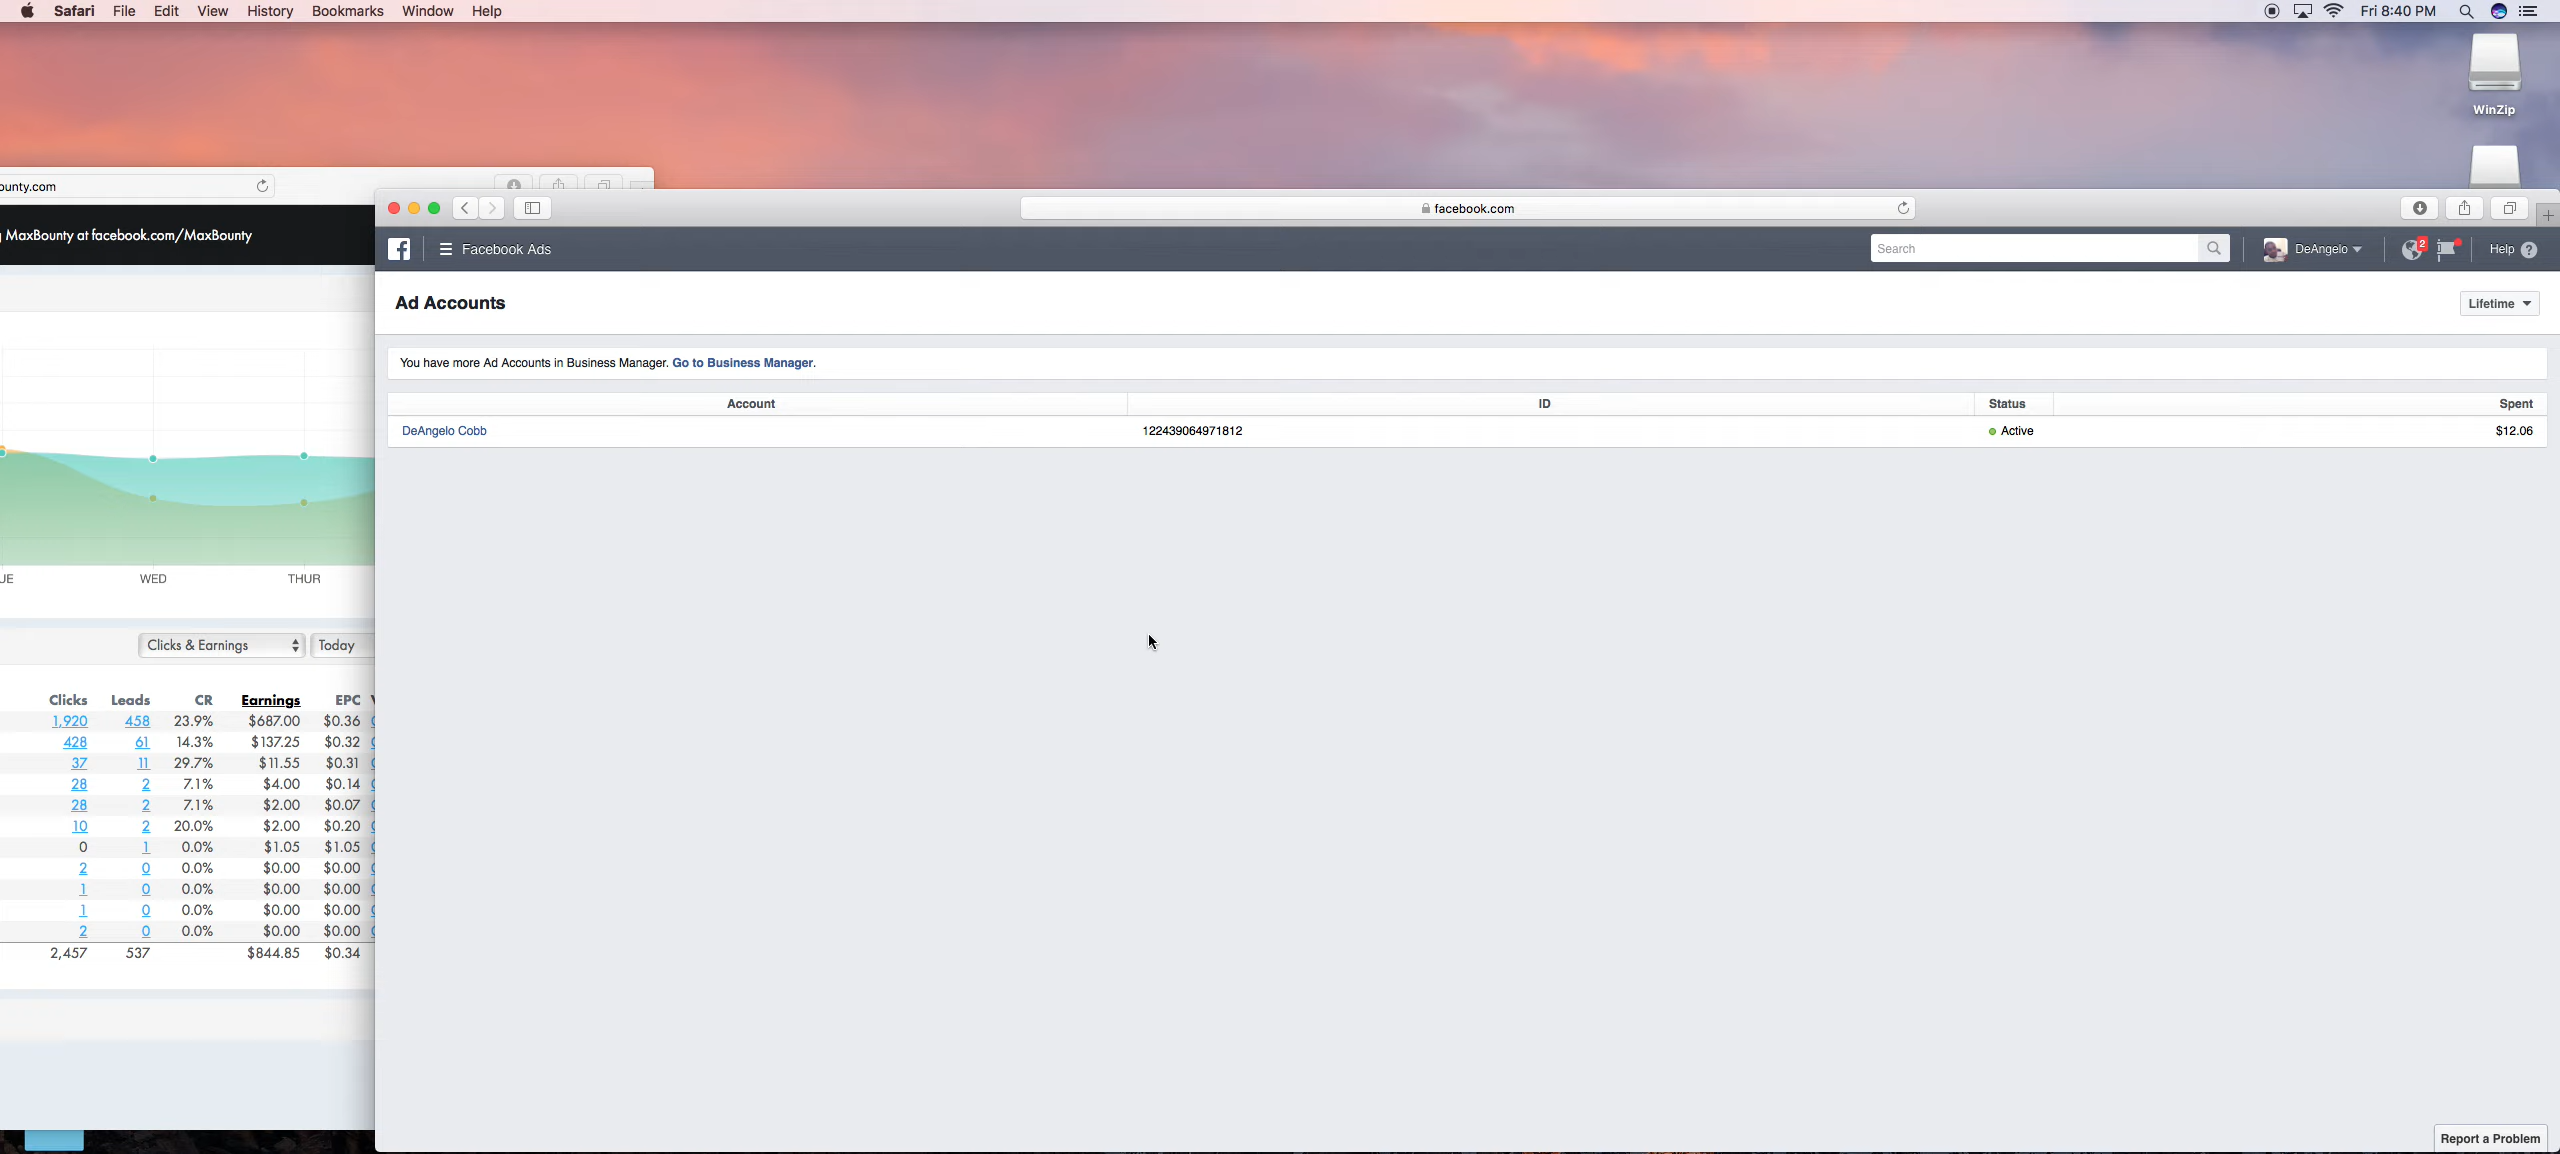 Safari File Edit View History Bookmarks Window Help
Fri 8:40 PM
WinZip
ounty.com
MaxBounty at facebook.com/MaxBounty
facebook.com
Facebook Ads
Search
DeAngelo
2
Help
Ad Accounts
Lifetime
You have more Ad Accounts in Business Manager. Go to Business Manager.
Account ID Status Spent
DeAngelo Cobb 122439064971812 Active $12.06
UE WED THUR
Clicks & Earnings Today
Clicks Leads CR Earnings EPC
1,920 458 23.9% $687.00 $0.36
428 61 14.3% $137.25 $0.32
37 11 29.7% $11.55 $0.31
28 2 7.1% $4.00 $0.14
28 2 7.1% $2.00 $0.07
10 2 20.0% $2.00 $0.20
0 1 0.0% $1.05 $1.05
2 0 0.0% $0.00 $0.00
1 0 0.0% $0.00 $0.00
1 0 0.0% $0.00 $0.00
2 0 0.0% $0.00 $0.00
2,457 537 $844.85 $0.34
Report a Problem